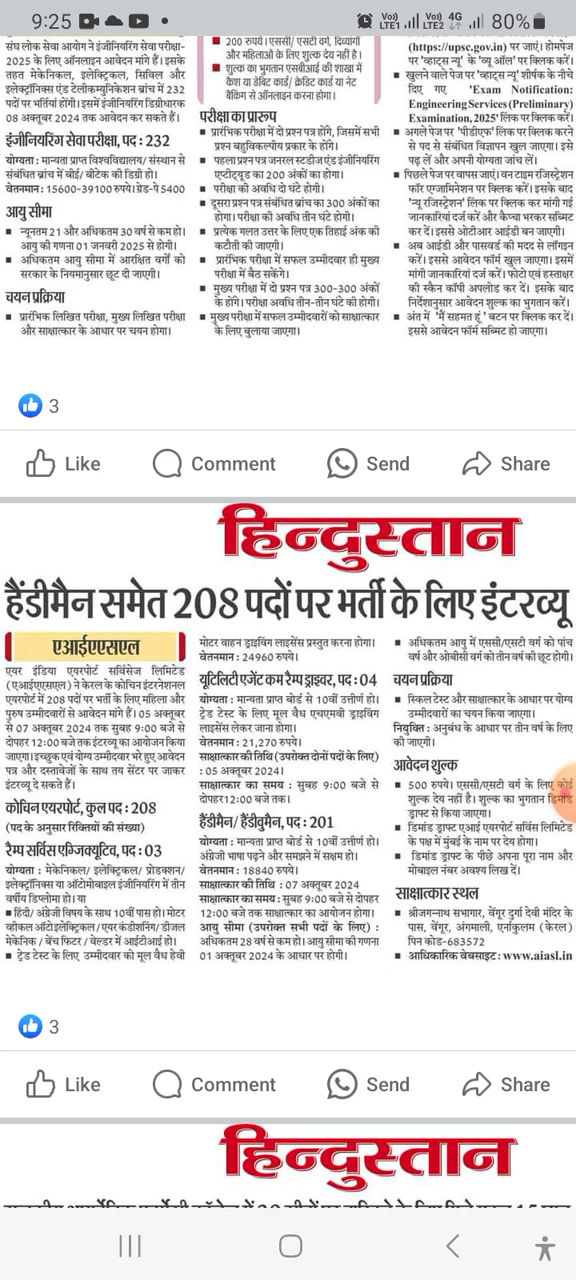 9:25
Vo)) LTE1
Vo)) LTE2
4G
80%
संघ लोक सेवा आयोग ने इंजीनियरिंग सेवा परीक्षा-
2025 के लिए ऑनलाइन आवेदन मांगे हैं। इसके
तहत मेकेनिकल, इलेक्ट्रिकल, सिविल और
इलेक्ट्रॉनिक्स एंड टेलीकम्युनिकेशन ब्रांच में 232
पदों पर भर्तियां होंगी। इसमें इंजीनियरिंग डिग्रीधारक
08 अक्तूबर 2024 तक आवेदन कर सकते हैं।
इंजीनियरिंग सेवा परीक्षा, पद : 232
योग्यता : मान्यता प्राप्त विश्वविद्यालय/ संस्थान से
संबंधित ब्रांच में बीई/ बीटेक की डिग्री हो।
वेतनमान : 15600-39100 रुपये। ग्रेड-पे 5400
आयु सीमा
■ न्यूनतम 21 और अधिकतम 30 वर्ष से कम हो।
आयु की गणना 01 जनवरी 2025 से होगी।
■ अधिकतम आयु सीमा में आरक्षित वर्गों को
सरकार के नियमानुसार छूट दी जाएगी।
चयन प्रक्रिया
■ प्रारंभिक लिखित परीक्षा, मुख्य लिखित परीक्षा
और साक्षात्कार के आधार पर चयन होगा।
■ 200 रुपये। एससी/ एसटी वर्ग, दिव्यांगों
और महिलाओं के लिए शुल्क देय नहीं है।
■ शुल्क का भुगतान एसबीआई की शाखा में
कैश या डेबिट कार्ड/ क्रेडिट कार्ड या नेट
बैंकिंग से ऑनलाइन करना होगा।
परीक्षा का प्रारूप
■ प्रारंभिक परीक्षा में दो प्रश्न पत्र होंगे, जिसमें सभी
प्रश्न बहुविकल्पीय प्रकार के होंगे।
■ पहला प्रश्न पत्र जनरल स्टडीज एंड इंजीनियरिंग
एप्टीट्यूड का 200 अंकों का होगा।
■ परीक्षा की अवधि दो घंटे होगी।
■ दूसरा प्रश्न पत्र संबंधित ब्रांच का 300 अंकों का
होगा। परीक्षा की अवधि तीन घंटे होगी।
■ प्रत्येक गलत उत्तर के लिए एक तिहाई अंक की
कटौती की जाएगी।
■ प्रारंभिक परीक्षा में सफल उम्मीदवार ही मुख्य
परीक्षा में बैठ सकेंगे।
■ मुख्य परीक्षा में दो प्रश्न पत्र 300-300 अंकों
के होंगे। परीक्षा अवधि तीन-तीन घंटे की होगी।
■ मुख्य परीक्षा में सफल उम्मीदवारों को साक्षात्कार
के लिए बुलाया जाएगा।
(https://upsc.gov.in) पर जाएं। होमपेज
पर 'व्हाट्स न्यू' के 'व्यू ऑल' पर क्लिक करें।
■ खुलने वाले पेज पर 'व्हाट्स न्यू' शीर्षक के नीचे
दिए गए 'Exam Notification:
Engineering Services (Preliminary)
Examination, 2025' लिंक पर क्लिक करें।
■ अगले पेज पर 'पीडीएफ' लिंक पर क्लिक करने
से पद से संबंधित विज्ञापन खुल जाएगा। इसे
पढ़ लें और अपनी योग्यता जांच लें।
■ पिछले पेज पर वापस जाएं। वन टाइम रजिस्ट्रेशन
फॉर एग्जामिनेशन पर क्लिक करें। इसके बाद
'न्यू रजिस्ट्रेशन' लिंक पर क्लिक कर मांगी गई
जानकारियां दर्ज करें और कैप्चा भरकर सब्मिट
कर दें। इससे ओटीआर आईडी बन जाएगी।
■ अब आईडी और पासवर्ड की मदद से लॉगइन
करें। इससे आवेदन फॉर्म खुल जाएगा। इसमें
मांगी जानकारियां दर्ज करें। फोटो एवं हस्ताक्षर
की स्कैन कॉपी अपलोड कर दें। इसके बाद
निर्देशानुसार आवेदन शुल्क का भुगतान करें।
■ अंत में 'मैं सहमत हूं' बटन पर क्लिक कर दें।
इससे आवेदन फॉर्म सब्मिट हो जाएगा।
3
Like
Comment
Send
Share
हिन्दुस्तान
हैंडीमैन समेत 208 पदों पर भर्ती के लिए इंटरव्यू
एआईएएसएल
एयर इंडिया एयरपोर्ट सर्विसेज लिमिटेड
(एआईएएसएल) ने केरल के कोचिन इंटरनेशनल
एयरपोर्ट में 208 पदों पर भर्ती के लिए महिला और
पुरुष उम्मीदवारों से आवेदन मांगे हैं। 05 अक्तूबर
से 07 अक्तूबर 2024 तक सुबह 9:00 बजे से
दोपहर 12:00 बजे तक इंटरव्यू का आयोजन किया
जाएगा। इच्छुक एवं योग्य उम्मीदवार भरे हुए आवेदन
पत्र और दस्तावेजों के साथ तय सेंटर पर जाकर
इंटरव्यू दे सकते हैं।
कोचिन एयरपोर्ट, कुल पद : 208
(पद के अनुसार रिक्तियों की संख्या)
रैम्प सर्विस एग्जिक्यूटिव, पद : 03
योग्यता : मेकेनिकल/ इलेक्ट्रिकल/ प्रोडक्शन/
इलेक्ट्रॉनिक्स या ऑटोमोबाइल इंजीनियरिंग में तीन
वर्षीय डिप्लोमा हो। या
■ हिंदी/ अंग्रेजी विषय के साथ 10वीं पास हो। मोटर
व्हीकल ऑटो इलेक्ट्रिकल / एयर कंडीशनिंग / डीजल
मेकेनिक / बेंच फिटर / वेल्डर में आईटीआई हो।
■ ट्रेड टेस्ट के लिए उम्मीदवार को मूल वैध हेवी
मोटर वाहन ड्राइविंग लाइसेंस प्रस्तुत करना होगा।
वेतनमान : 24960 रुपये।
यूटिलिटी एजेंट कम रैम्प ड्राइवर, पद : 04
योग्यता : मान्यता प्राप्त बोर्ड से 10वीं उत्तीर्ण हो।
ट्रेड टेस्ट के लिए मूल वैध एचएमवी ड्राइविंग
लाइसेंस लेकर जाना होगा।
वेतनमान : 21,270 रुपये।
साक्षात्कार की तिथि (उपरोक्त दोनों पदों के लिए)
: 05 अक्तूबर 2024।
साक्षात्कार का समय : सुबह 9:00 बजे से
दोपहर 12:00 बजे तक।
हैंडीमैन/ हैंडीवुमैन, पद : 201
योग्यता : मान्यता प्राप्त बोर्ड से 10वीं उत्तीर्ण हो।
अंग्रेजी भाषा पढ़ने और समझने में सक्षम हो।
वेतनमान : 18840 रुपये।
साक्षात्कार की तिथि : 07 अक्तूबर 2024
साक्षात्कार का समय : सुबह 9:00 बजे से दोपहर
12:00 बजे तक साक्षात्कार का आयोजन होगा।
आयु सीमा (उपरोक्त सभी पदों के लिए) :
अधिकतम 28 वर्ष से कम हो। आयु सीमा की गणना
01 अक्तूबर 2024 के आधार पर होगी।
■ अधिकतम आयु में एससी/एसटी वर्ग को पांच
वर्ष और ओबीसी वर्ग को तीन वर्ष की छूट होगी।
चयन प्रक्रिया
■ स्किल टेस्ट और साक्षात्कार के आधार पर योग्य
उम्मीदवारों का चयन किया जाएगा।
नियुक्ति : अनुबंध के आधार पर तीन वर्ष के लिए
की जाएगी।
आवेदन शुल्क
■ 500 रुपये। एससी/एसटी वर्ग के लिए कोई
शुल्क देय नहीं है। शुल्क का भुगतान डिमांड
ड्राफ्ट से किया जाएगा।
■ डिमांड ड्राफ्ट एआई एयरपोर्ट सर्विस लिमिटेड
के पक्ष में मुंबई के नाम पर देय होगा।
■ डिमांड ड्राफ्ट के पीछे अपना पूरा नाम और
मोबाइल नंबर अवश्य लिख दें।
साक्षात्कार स्थल
■ श्रीजगन्नाथ सभागार, वेंगूर दुर्गा देवी मंदिर के
पास, वेंगूर, अंगमाली, एर्नाकुलम (केरल)
पिन कोड-683572
■ आधिकारिक वेबसाइट : www.aiasl.in
3
Like
Comment
Send
Share
हिन्दुस्तान